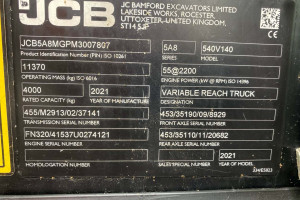 JCB
JC BAMFORD EXCAVATORS LIMITED
LAKESIDE WORKS, ROCESTER,
UTTOXETER·UNITED KINGDOM,
ST14 5JP
JCB5A8MGPM3007807
Product Identification Number (PIN) ISO 10261
5A8
SERIES
540V140
MODEL
11370
OPERATING MASS (kg) ISO 6016
55@2200
ENGINE POWER (kW @ RPM) ISO 14396
4000
RATED CAPACITY (kg)
2021
YEAR OF MANUFACTURE
VARIABLE REACH TRUCK
DESCRIPTION
455/M2913/02/37141
TRANSMISSION SERIAL NUMBER
453/35190/09/8929
FRONT AXLE SERIAL NUMBER
FN320/41537U0274121
ENGINE SERIAL NUMBER
453/35110/11/20682
REAR AXLE SERIAL NUMBER
HOMOLOGATION NUMBER
SALES*SPECIAL NUMBER
2021
YEAR OF MODEL